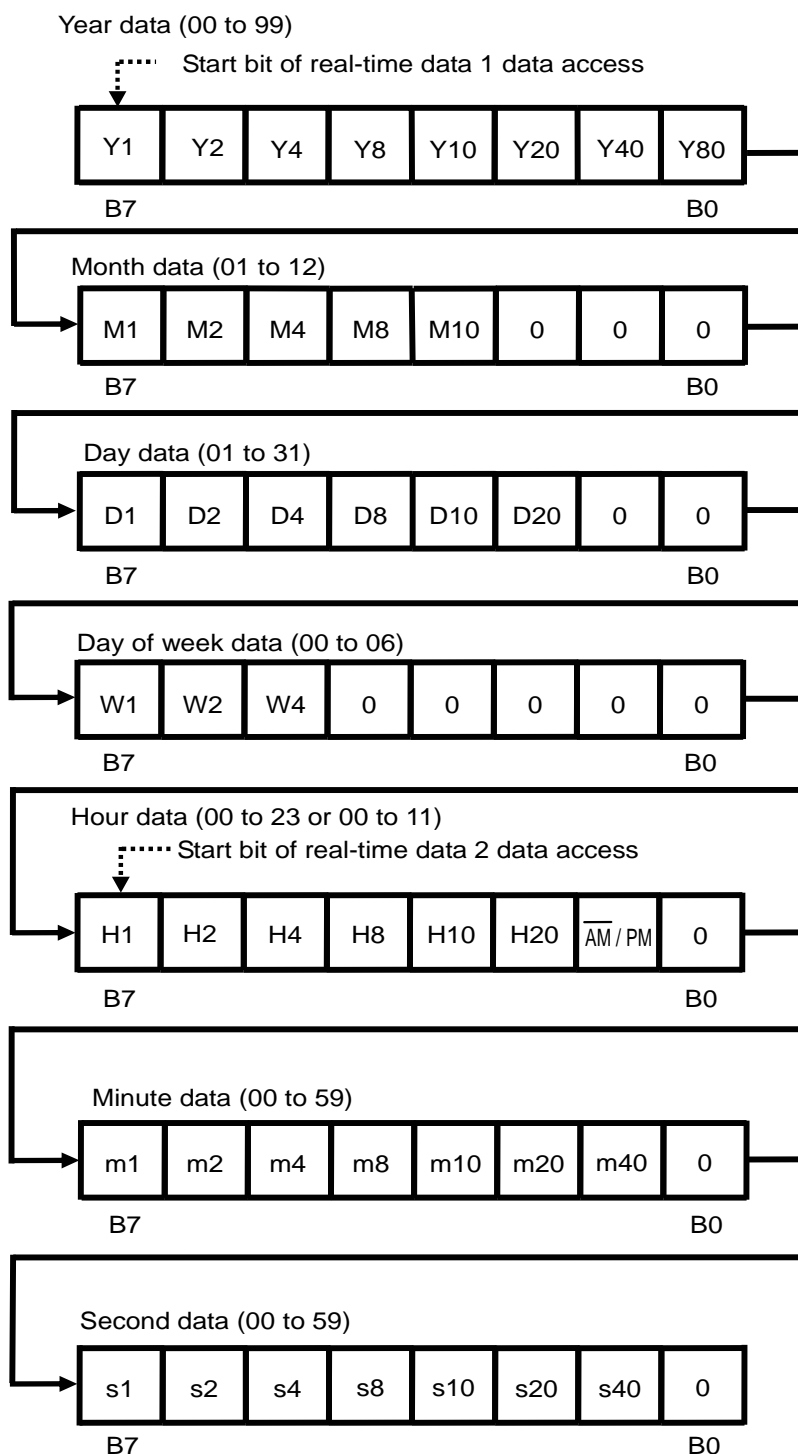 Year data (00 to 99)
Start bit of real-time data 1 data access
Y1 Y2 Y4 Y8 Y10 Y20 Y40 Y80
B7 B0
Month data (01 to 12)
M1 M2 M4 M8 M10 0 0 0
B7 B0
Day data (01 to 31)
D1 D2 D4 D8 D10 D20 0 0
B7 B0
Day of week data (00 to 06)
W1 W2 W4 0 0 0 0 0
B7 B0
Hour data (00 to 23 or 00 to 11)
Start bit of real-time data 2 data access
H1 H2 H4 H8 H10 H20 A̅M̅ / PM 0
B7 B0
Minute data (00 to 59)
m1 m2 m4 m8 m10 m20 m40 0
B7 B0
Second data (00 to 59)
s1 s2 s4 s8 s10 s20 s40 0
B7 B0